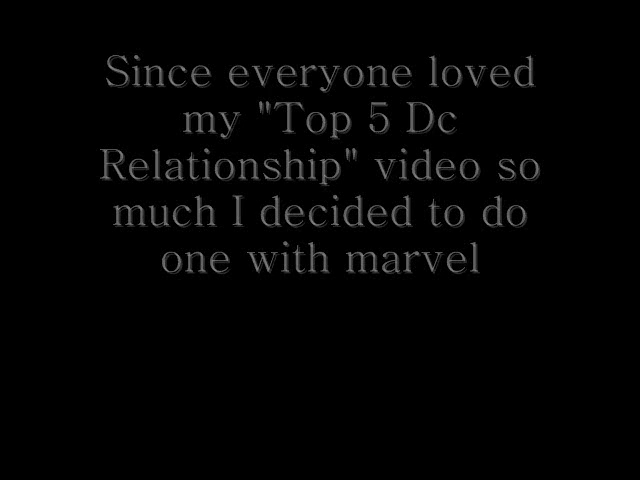 Since everyone loved
my "Top 5 Dc
Relationship" video so
much I decided to do
one with marvel